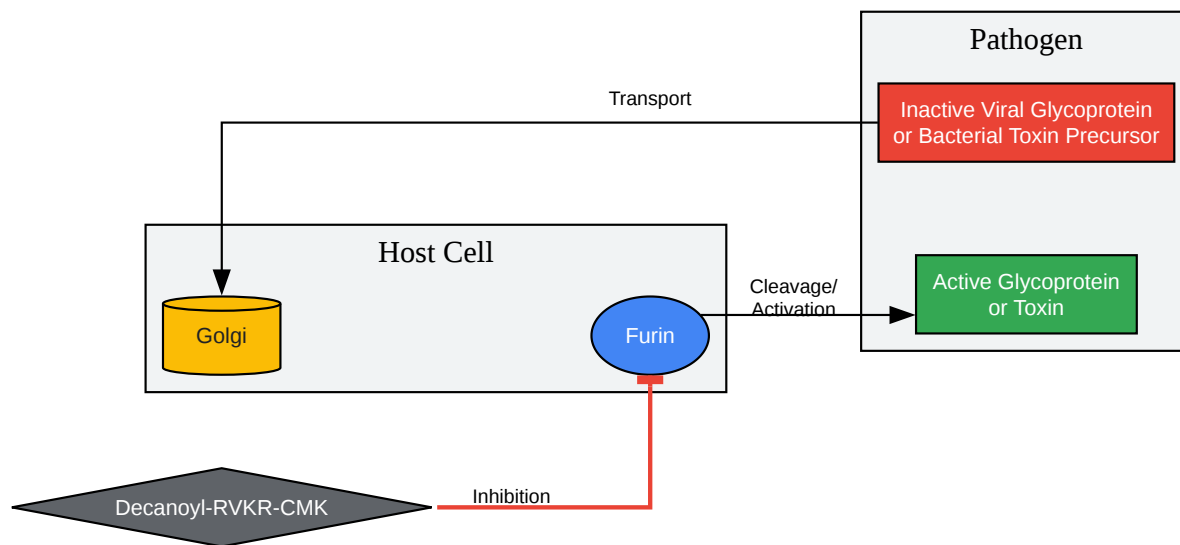 Pathogen
Inactive Viral Glycoprotein
or Bacterial Toxin Precursor
Transport
Host Cell
Golgi
Furin
Cleavage/
Activation
Active Glycoprotein
or Toxin
Decanoyl-RVKR-CMK
Inhibition